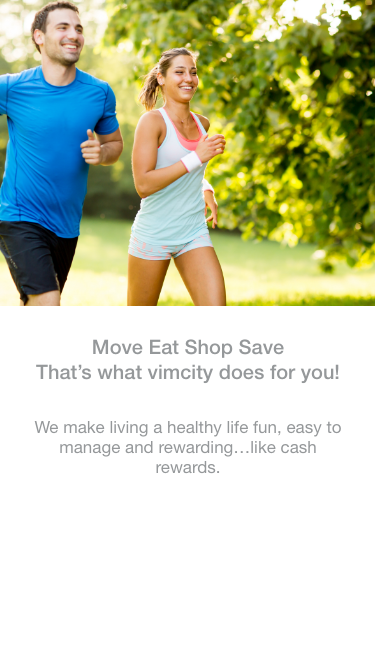 Move Eat Shop Save
That’s what vimcity does for you!
We make living a healthy life fun, easy to
manage and rewarding…like cash
rewards.